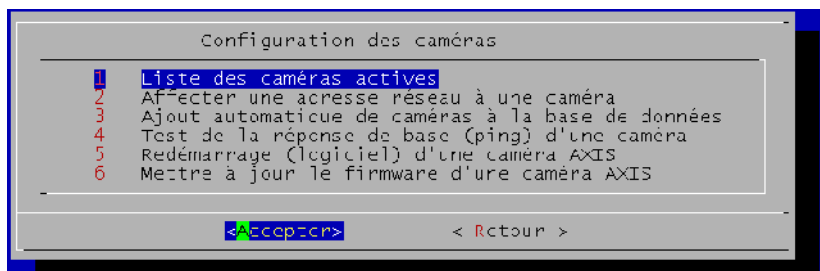 Configuration des caméras
1 Liste des caméras actives
2 Affecter une adresse réseau à une caméra
3 Ajout automatique de caméras à la base de données
4 Test de la réponse de base (ping) d'une caméra
5 Redémarrage (logiciel) d'une caméra AXIS
6 Mettre à jour le firmware d'une caméra AXIS
<Accepter> < Retour >